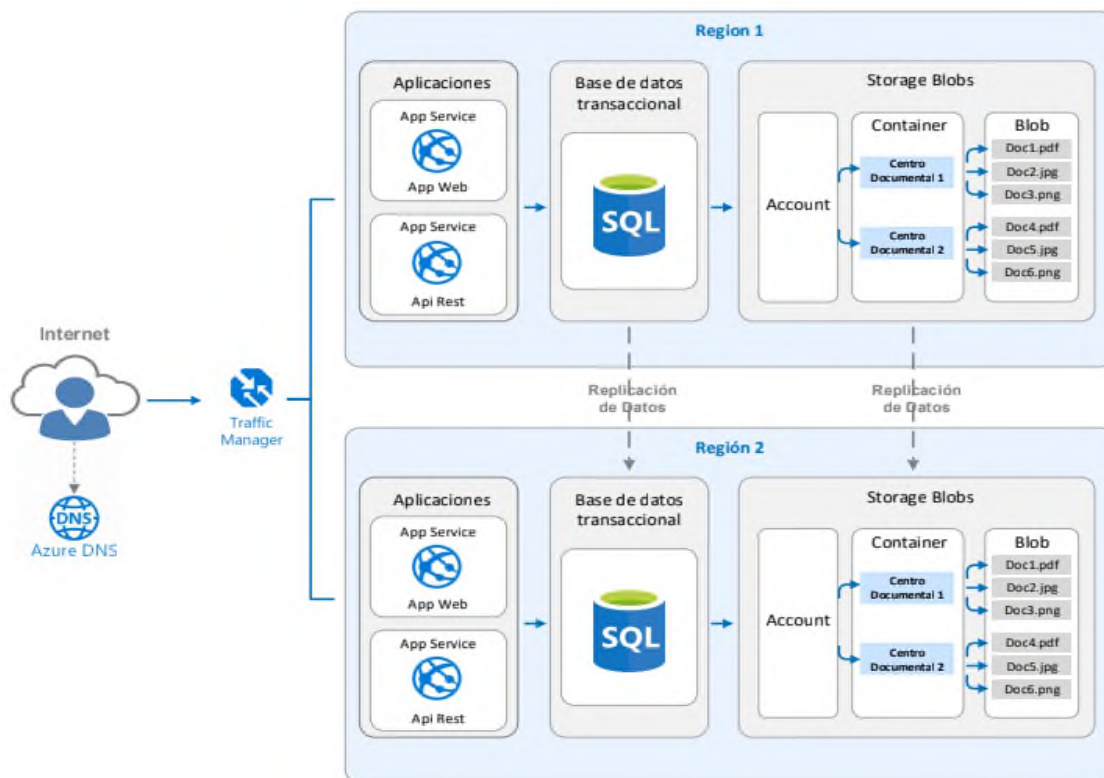 Region 1
Aplicaciones
App Service
App Web
App Service
Api Rest
Base de datos
transaccional
SQL
Storage Blobs
Account
Container
Centro
Documental 1
Centro
Documental 2
Blob
Doc1.pdf
Doc2.jpg
Doc3.png
Doc4.pdf
Doc5.jpg
Doc6.png
Internet
Traffic
Manager
DNS
Azure DNS
Replicación
de Datos
Replicación
de Datos
Región 2
Aplicaciones
App Service
App Web
App Service
Api Rest
Base de datos
transaccional
SQL
Storage Blobs
Account
Container
Centro
Documental 1
Centro
Documental 2
Blob
Doc1.pdf
Doc2.jpg
Doc3.png
Doc4.pdf
Doc5.jpg
Doc6.png